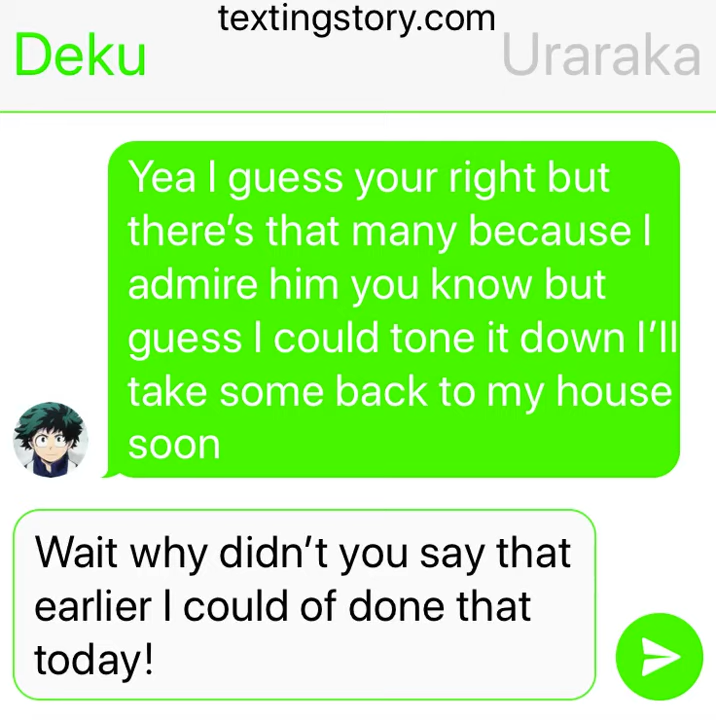 textingstory.com
Deku
Uraraka
Yea I guess your right but
there's that many because I
admire him you know but
guess I could tone it down I'll
take some back to my house
soon
Wait why didn't you say that
earlier I could of done that
today!